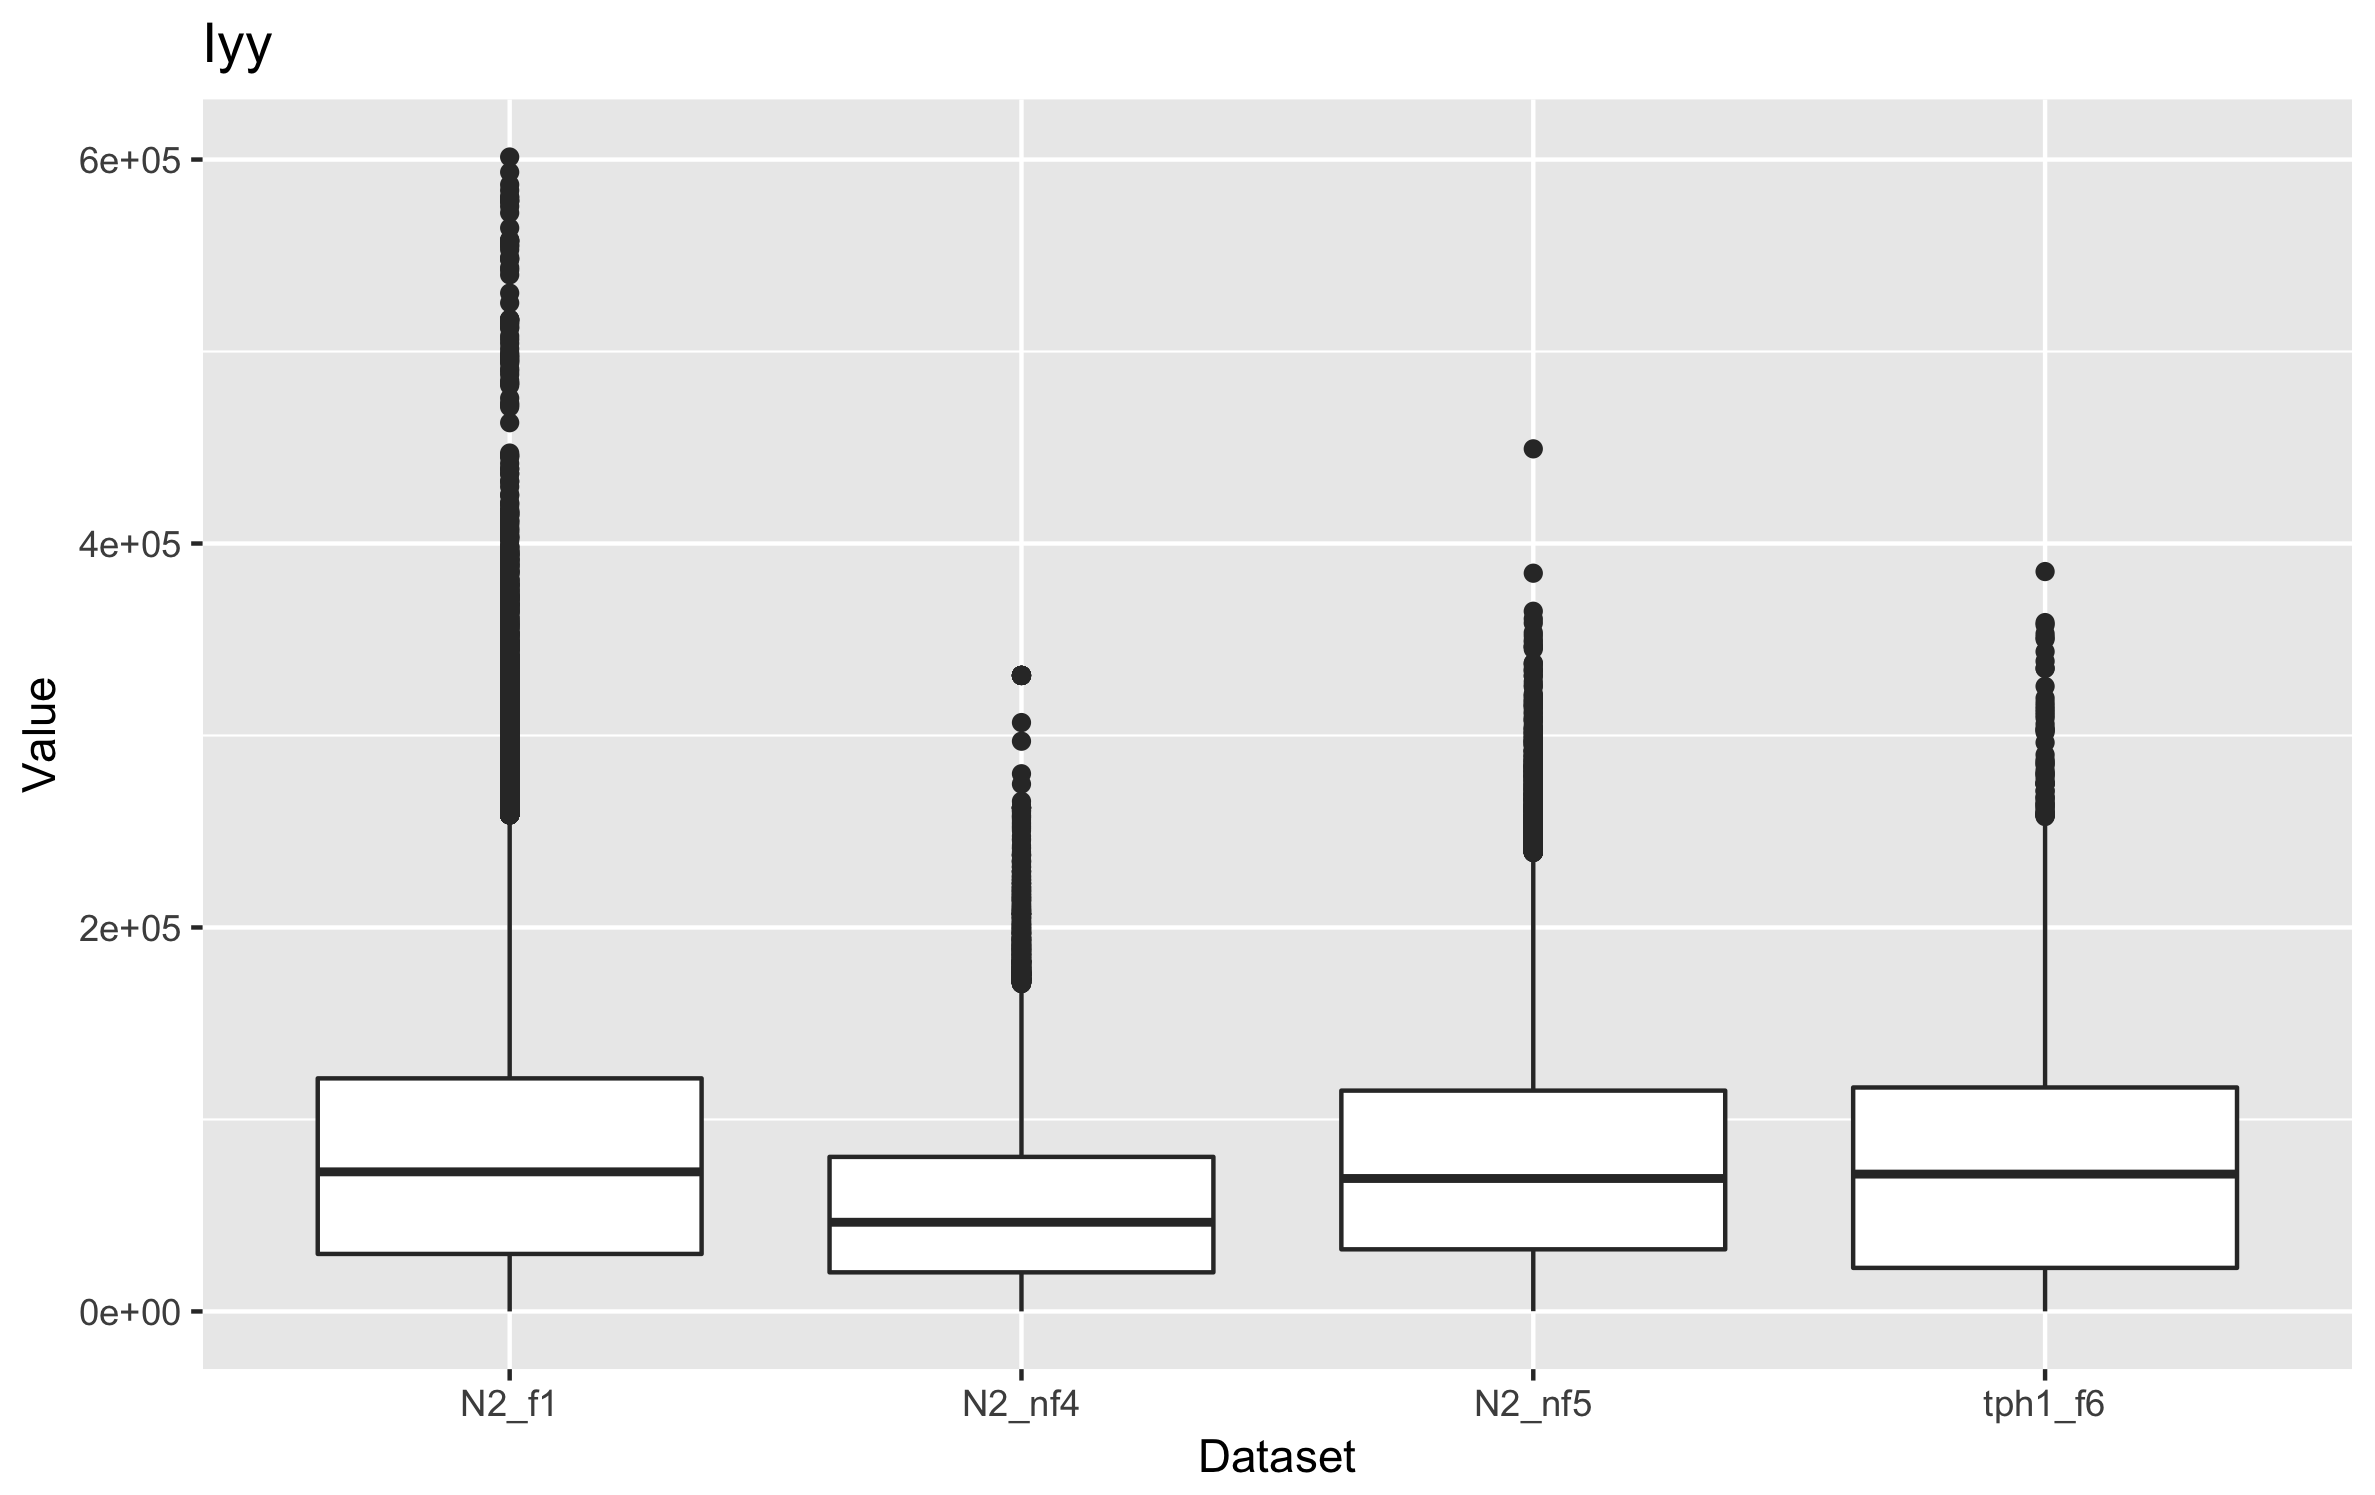 Iyy
Value
6e+05
4e+05
2e+05
0e+00
N2_f1
N2_nf4
N2_nf5
tph1_f6
Dataset